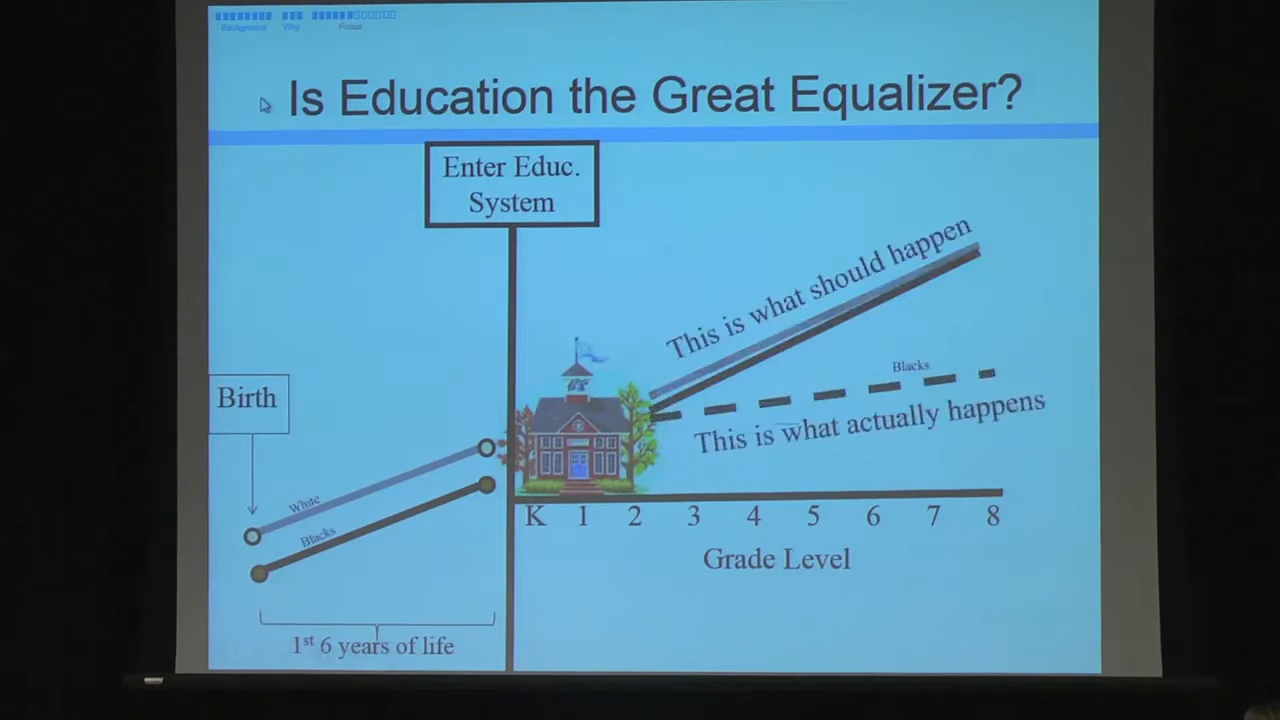 Background Why Focus
Is Education the Great Equalizer?
Enter Educ.
System
This is what should happen
Blacks
This is what actually happens
Birth
White
Blacks
K 1 2 3 4 5 6 7 8
Grade Level
1st 6 years of life